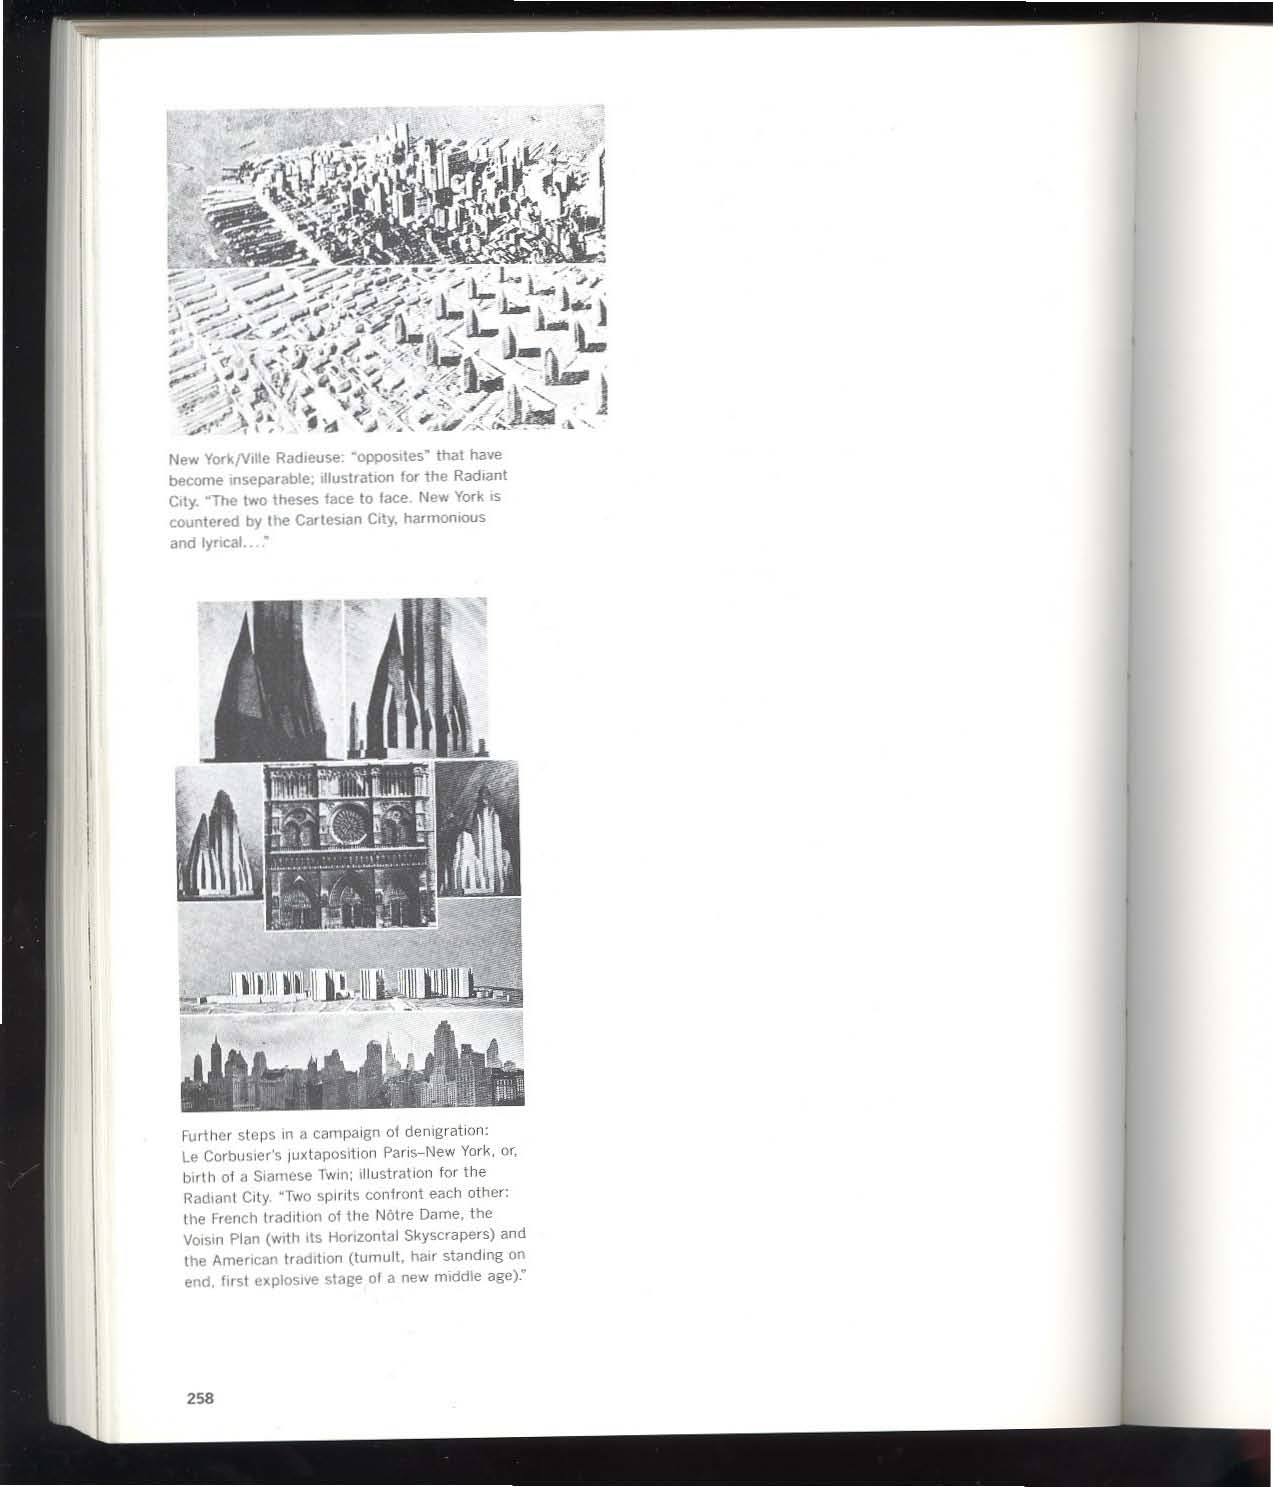 New York/Ville Radieuse: "opposites" that have
become inseparable; illustration for the Radiant
City. "The two theses face to face. New York is
countered by the Cartesian City, harmonious
and lyrical...."
Further steps in a campaign of denigration:
Le Corbusier's juxtaposition Paris–New York, or,
birth of a Siamese Twin; illustration for the
Radiant City. "Two spirits confront each other:
the French tradition of the Nôtre Dame, the
Voisin Plan (with its Horizontal Skyscrapers) and
the American tradition (tumult, hair standing on
end, first explosive stage of a new middle age)."
258